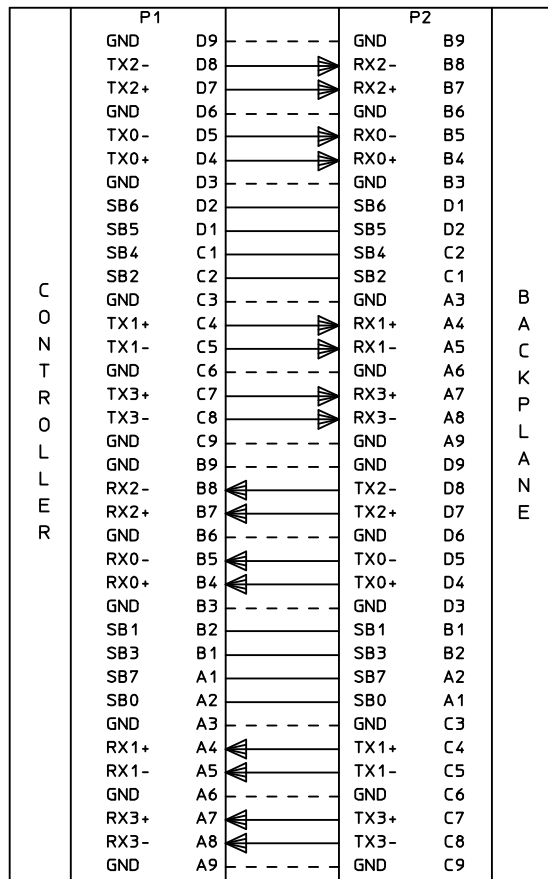 P1 P2
GND D9 GND B9
TX2- D8 RX2- B8
TX2+ D7 RX2+ B7
GND D6 GND B6
TX0- D5 RX0- B5
TX0+ D4 RX0+ B4
GND D3 GND B3
SB6 D2 SB6 D1
SB5 D1 SB5 D2
SB4 C1 SB4 C2
SB2 C2 SB2 C1
GND C3 GND A3
TX1+ C4 RX1+ A4
TX1- C5 RX1- A5
GND C6 GND A6
TX3+ C7 RX3+ A7
TX3- C8 RX3- A8
GND C9 GND A9
GND B9 GND D9
RX2- B8 TX2- D8
RX2+ B7 TX2+ D7
GND B6 GND D6
RX0- B5 TX0- D5
RX0+ B4 TX0+ D4
GND B3 GND D3
SB1 B2 SB1 B1
SB3 B1 SB3 B2
SB7 A1 SB7 A2
SB0 A2 SB0 A1
GND A3 GND C3
RX1+ A4 TX1+ C4
RX1- A5 TX1- C5
GND A6 GND C6
RX3+ A7 TX3+ C7
RX3- A8 TX3- C8
GND A9 GND C9
CONTROLLER
BACKPLANE